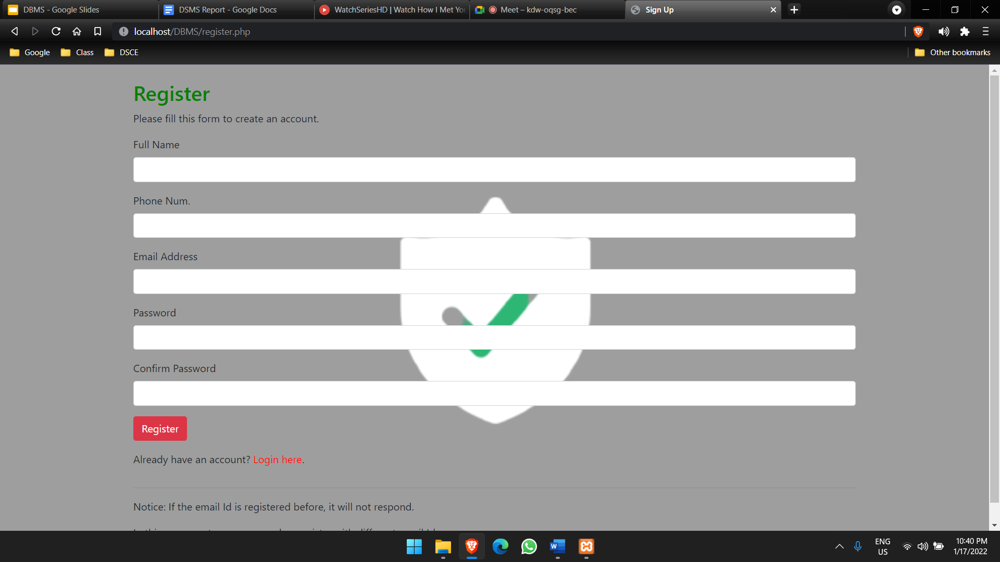 DBMS - Google Slides
DSMS Report - Google Docs
WatchSeriesHD | Watch How I Met You
Meet – kdw-oqsg-bec
Sign Up
localhost/DBMS/register.php
Google
Class
DSCE
Other bookmarks
Register
Please fill this form to create an account.
Full Name
Phone Num.
Email Address
Password
Confirm Password
Register
Already have an account? Login here.
Notice: If the email Id is registered before, it will not respond.
ENG
US
10:40 PM
1/17/2022